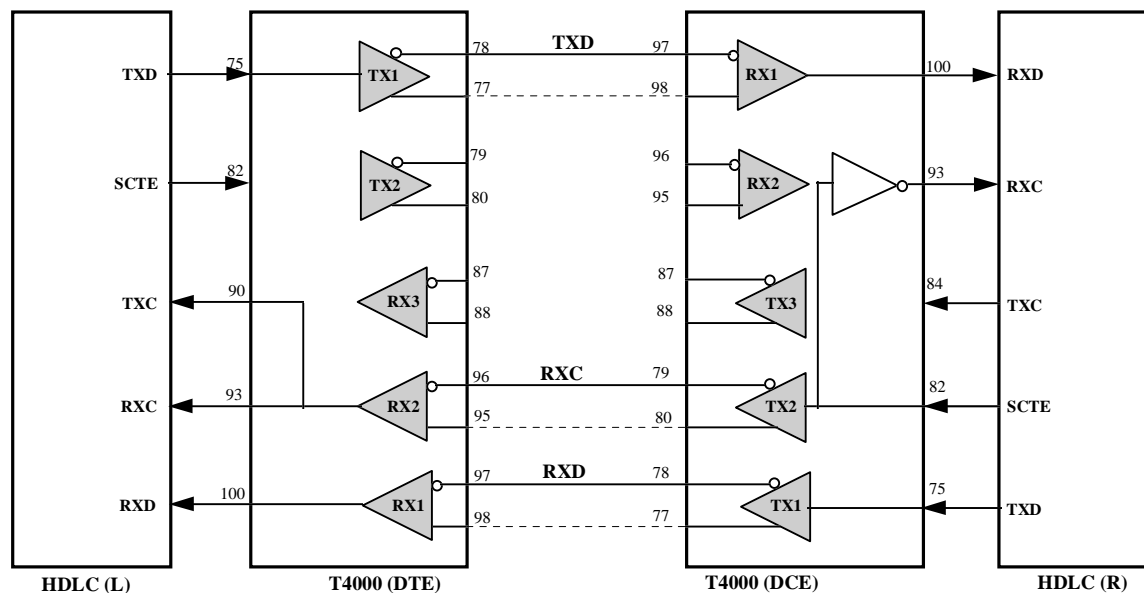 TXD 75 TX1 78 TXD 97 RX1 100 RXD
77 98
SCTE 82 TX2 79 96 RX2 93 RXC
80 95
TXC 90 RX3 87 87 TX3 84 TXC
88 88
RXC 93 RX2 96 RXC 79 TX2 82 SCTE
95 80
RXD 100 RX1 97 RXD 78 TX1 75 TXD
98 77
HDLC (L) T4000 (DTE) T4000 (DCE) HDLC (R)